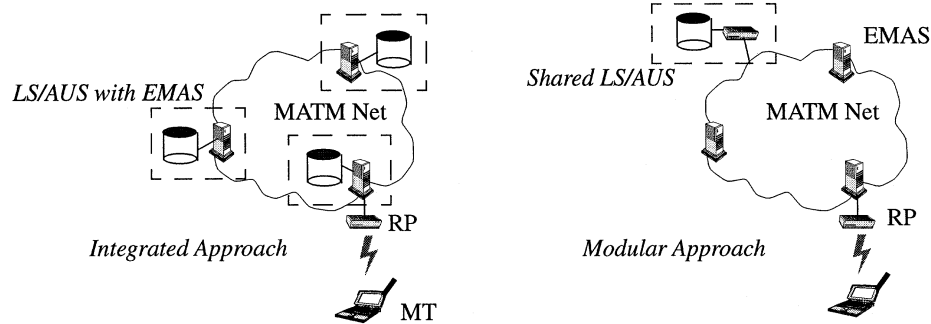 LS/AUS with EMAS
MATM Net
RP
Integrated Approach
MT
EMAS
Shared LS/AUS
MATM Net
RP
Modular Approach